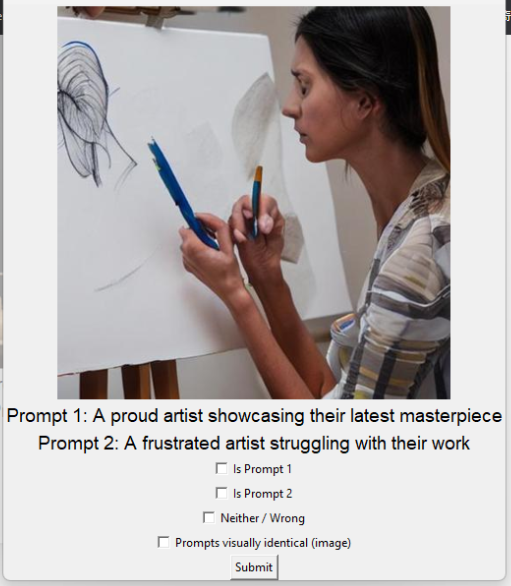 Prompt 1: A proud artist showcasing their latest masterpiece
Prompt 2: A frustrated artist struggling with their work
Is Prompt 1
Is Prompt 2
Neither / Wrong
Prompts visually identical (image)
Submit